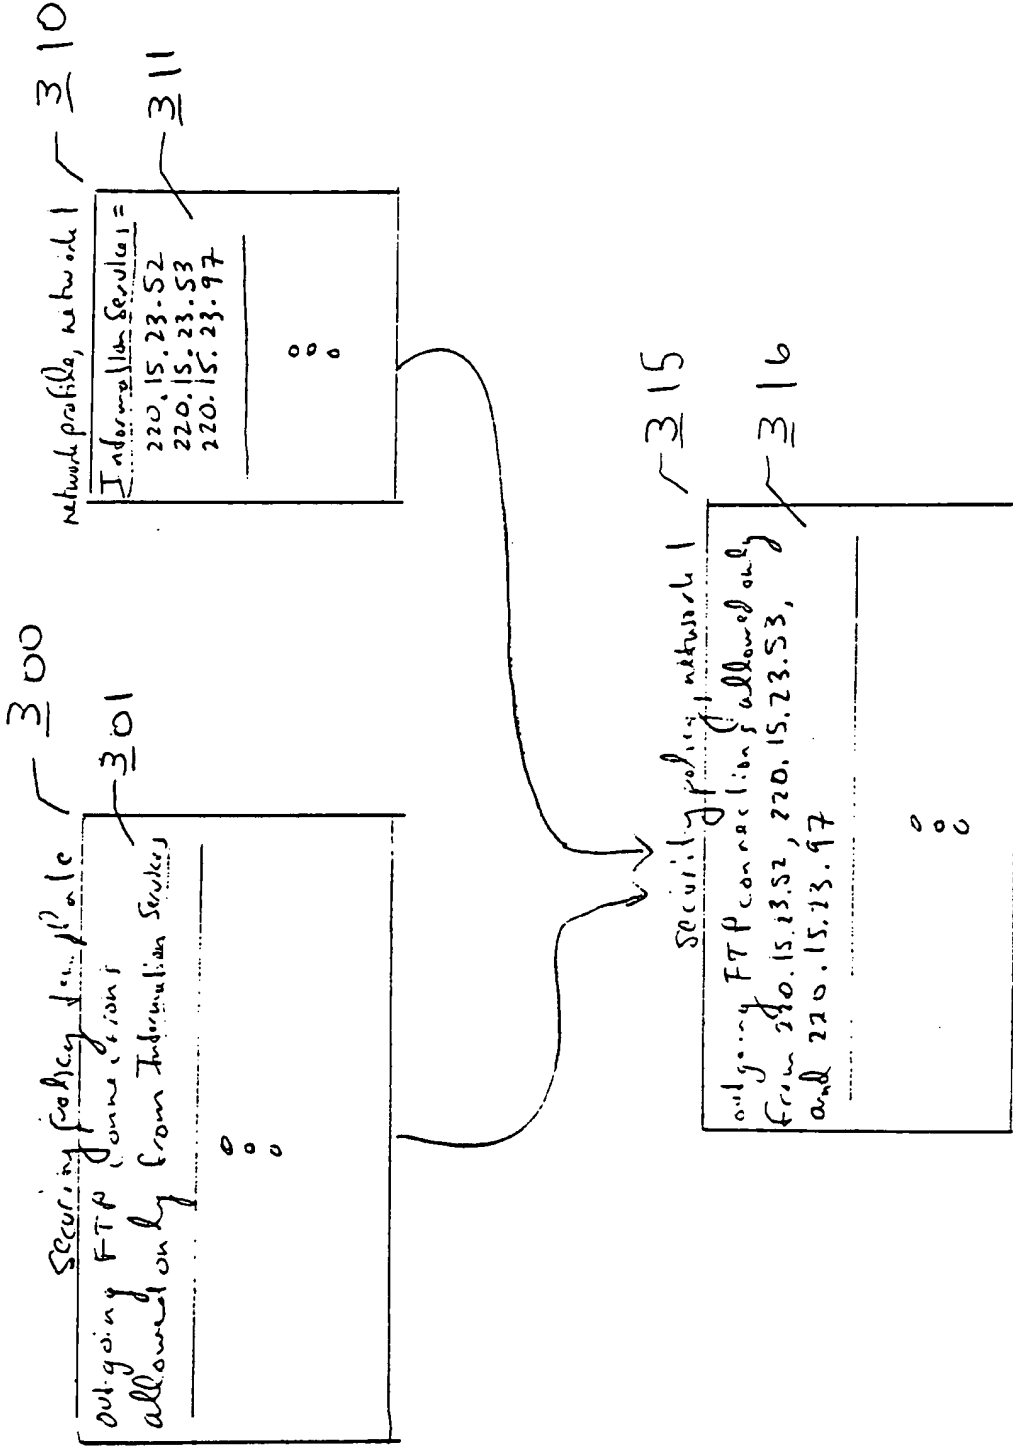 300
security policy template
301
outgoing FTP connections
allowed only from Information Services
310
network profile, network 1
311
Information Services =
220.15.23.52
220.15.23.53
220.15.23.97
315
security policy, network 1
316
outgoing FTP connections allowed only
from 220.15.23.52, 220.15.23.53,
and 220.15.23.97